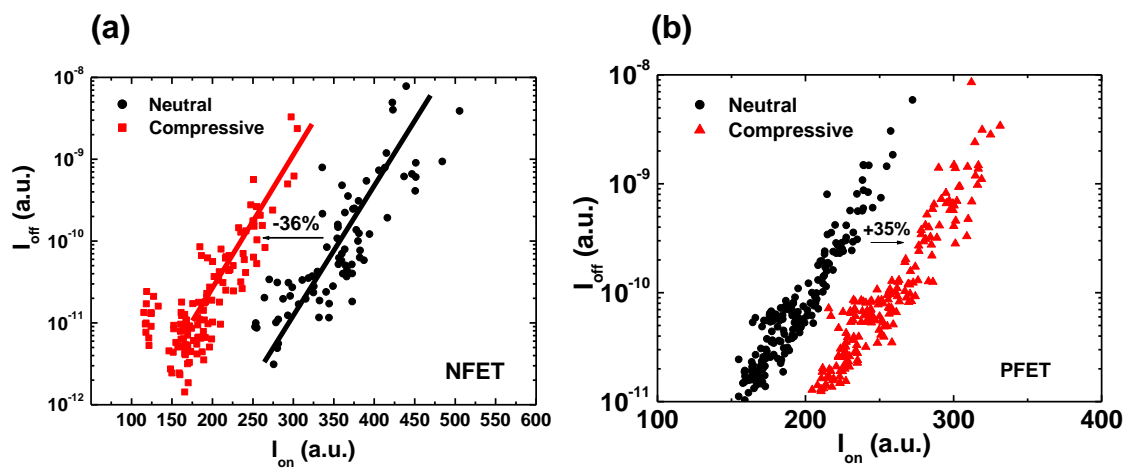 (a)
10⁻⁸
10⁻⁹
10⁻¹⁰
10⁻¹¹
10⁻¹²
I_off (a.u.)
Neutral
Compressive
-36%
NFET
50 100 150 200 250 300 350 400 450 500 550 600
I_on (a.u.)
(b)
10⁻⁸
10⁻⁹
10⁻¹⁰
10⁻¹¹
I_off (a.u.)
Neutral
Compressive
+35%
PFET
100 200 300 400
I_on (a.u.)